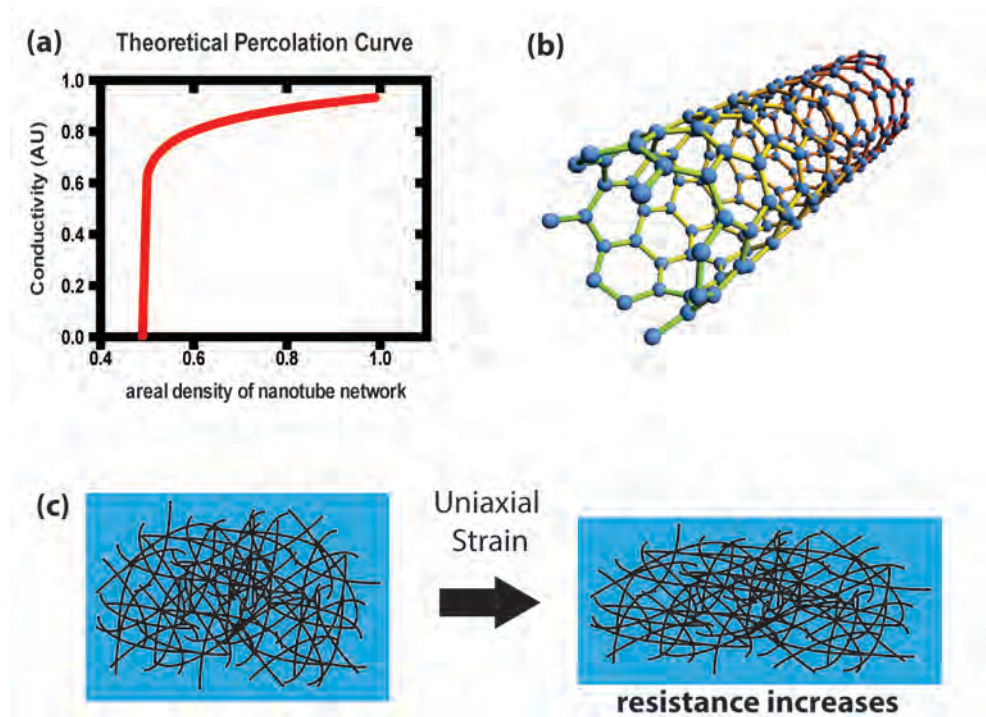 (a)
Theoretical Percolation Curve
Conductivity (AU)
1.0
0.8
0.6
0.4
0.2
0.0
0.4
0.6
0.8
1.0
areal density of nanotube network
(b)
(c)
Uniaxial
Strain
resistance increases